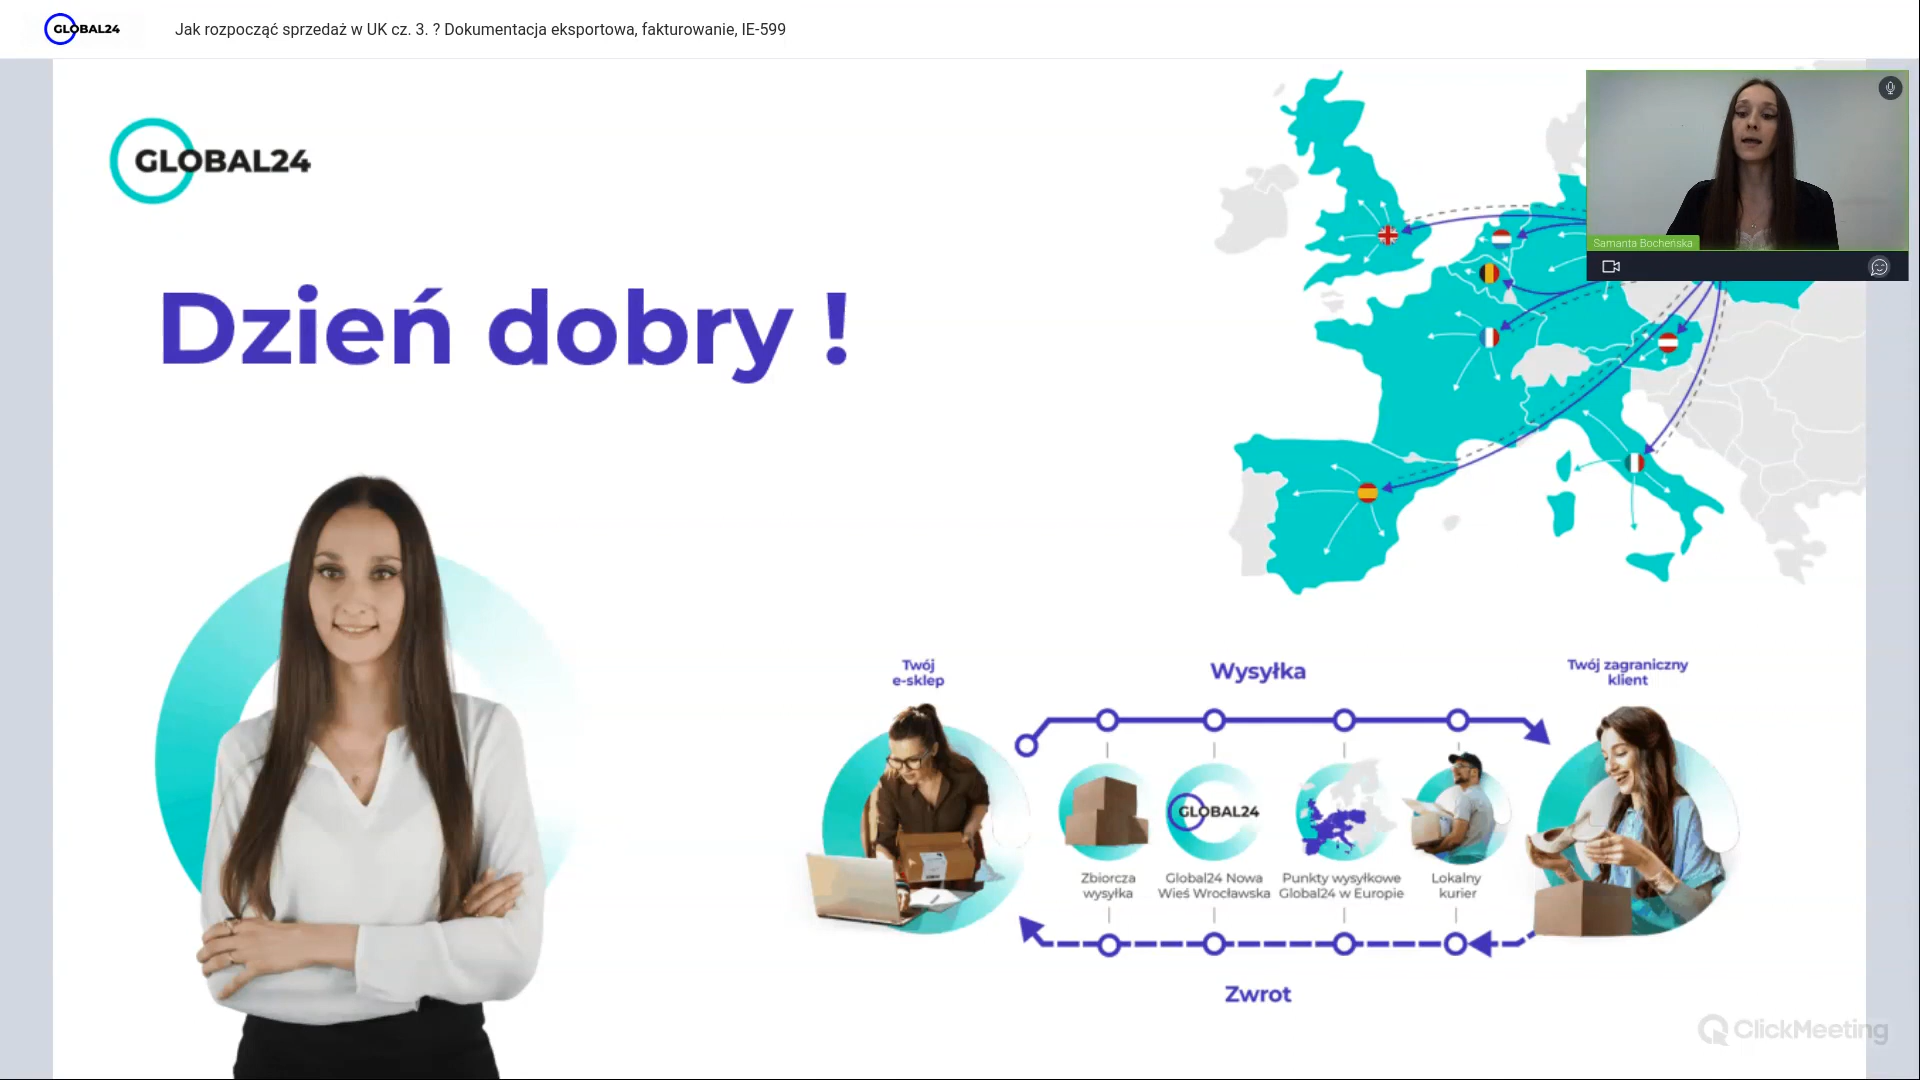 GLOBAL24
Jak rozpocząć sprzedaż w UK cz. 3. ? Dokumentacja eksportowa, fakturowanie, IE-599
GLOBAL24
Samanta Bocheńska
Dzień dobry !
Twój
e-sklep
Wysyłka
Twój zagraniczny
klient
GLOBAL24
Zbiorcza
wysyłka
Global24 Nowa
Wieś Wrocławska
Punkty wysyłkowe
Global24 w Europie
Lokalny
kurier
Zwrot
ClickMeeting